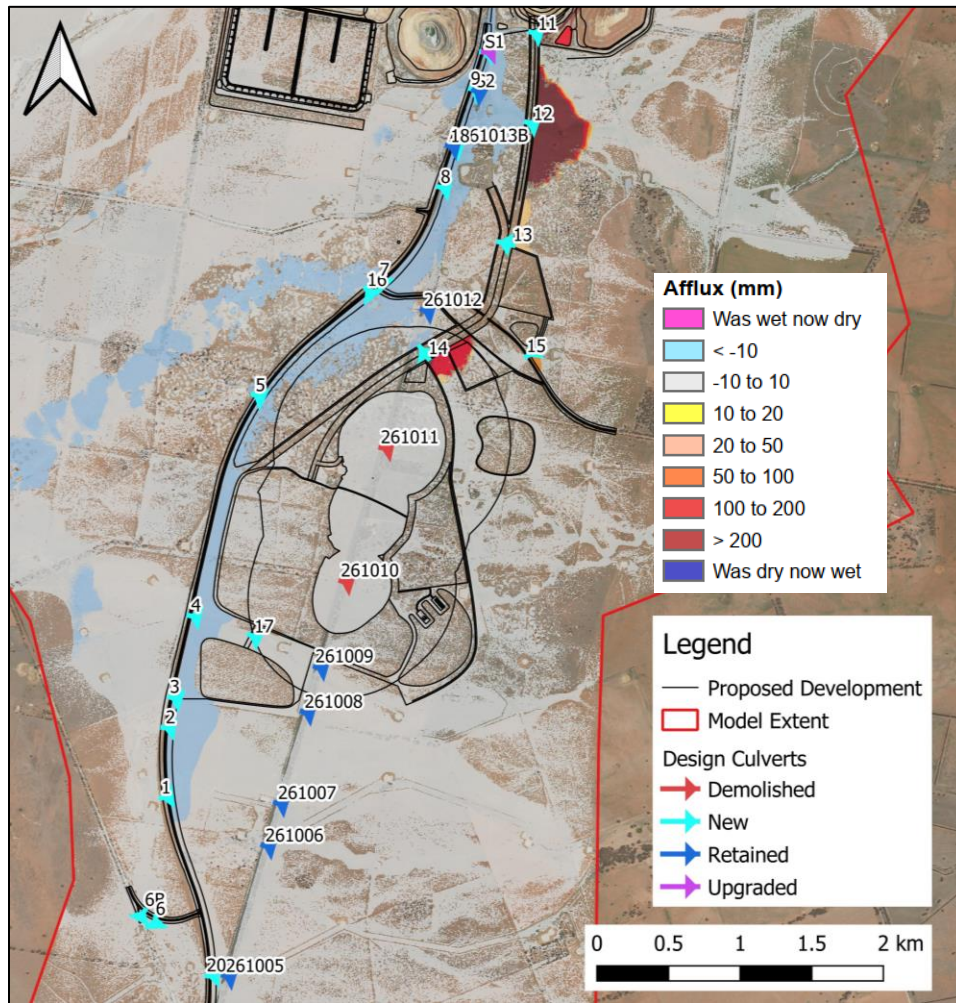 11
S1
9
S2
12
1861013B
8
13
7
16
261012
14
15
5
261011
261010
4
17
261009
3
261008
2
1
261007
261006
6P
6
20
261005
Afflux (mm)
Was wet now dry
< -10
-10 to 10
10 to 20
20 to 50
50 to 100
100 to 200
> 200
Was dry now wet
Legend
Proposed Development
Model Extent
Design Culverts
Demolished
New
Retained
Upgraded
0 0.5 1 1.5 2 km